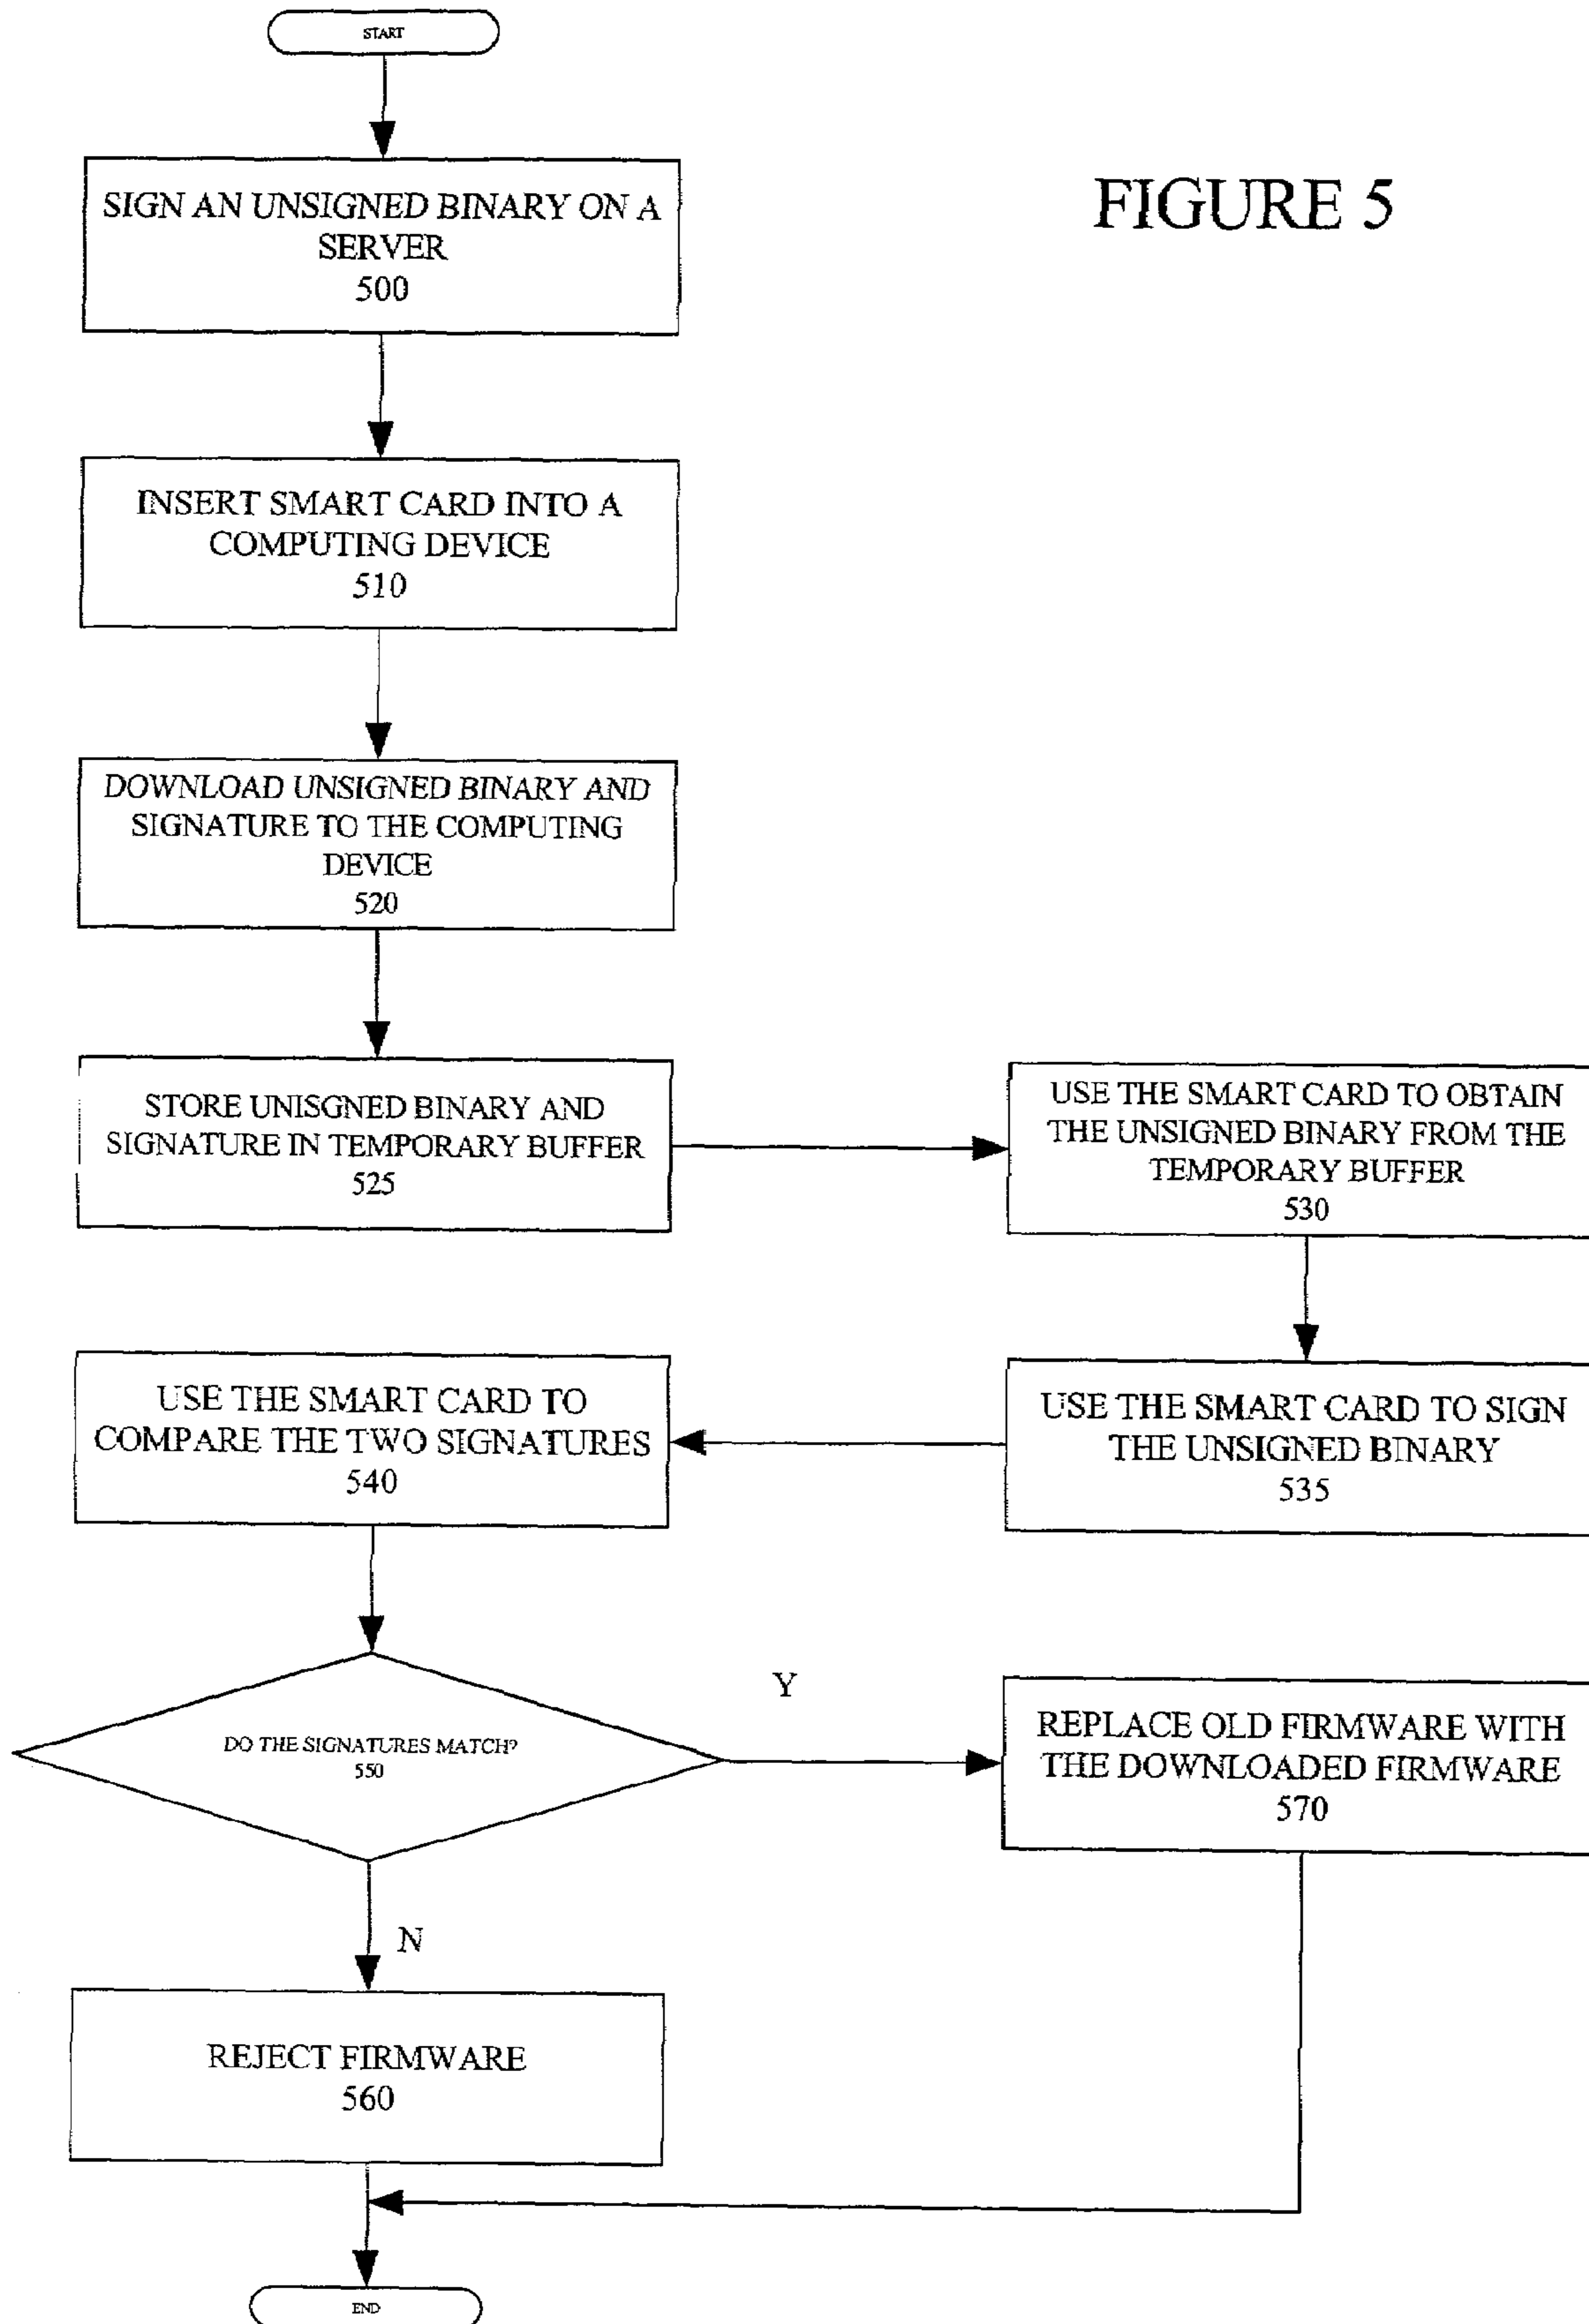 START
FIGURE 5
SIGN AN UNSIGNED BINARY ON A
SERVER
500
INSERT SMART CARD INTO A
COMPUTING DEVICE
510
DOWNLOAD UNSIGNED BINARY AND
SIGNATURE TO THE COMPUTING
DEVICE
520
STORE UNISGNED BINARY AND
SIGNATURE IN TEMPORARY BUFFER
525
USE THE SMART CARD TO OBTAIN
THE UNSIGNED BINARY FROM THE
TEMPORARY BUFFER
530
USE THE SMART CARD TO SIGN
THE UNSIGNED BINARY
535
USE THE SMART CARD TO
COMPARE THE TWO SIGNATURES
540
DO THE SIGNATURES MATCH?
550
Y
REPLACE OLD FIRMWARE WITH
THE DOWNLOADED FIRMWARE
570
N
REJECT FIRMWARE
560
END